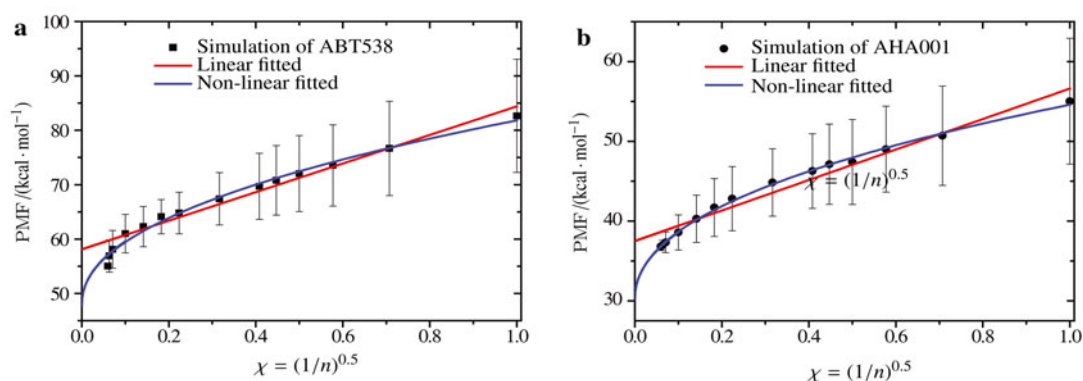 a
100
90
80
70
60
50
PMF/(kcal·mol⁻¹)
■ Simulation of ABT538
Linear fitted
Non-linear fitted
0.0 0.2 0.4 0.6 0.8 1.0
χ = (1/n)^0.5
b
60
50
40
30
PMF/(kcal·mol⁻¹)
● Simulation of AHA001
Linear fitted
Non-linear fitted
χ = (1/n)^0.5
0.0 0.2 0.4 0.6 0.8 1.0
χ = (1/n)^0.5